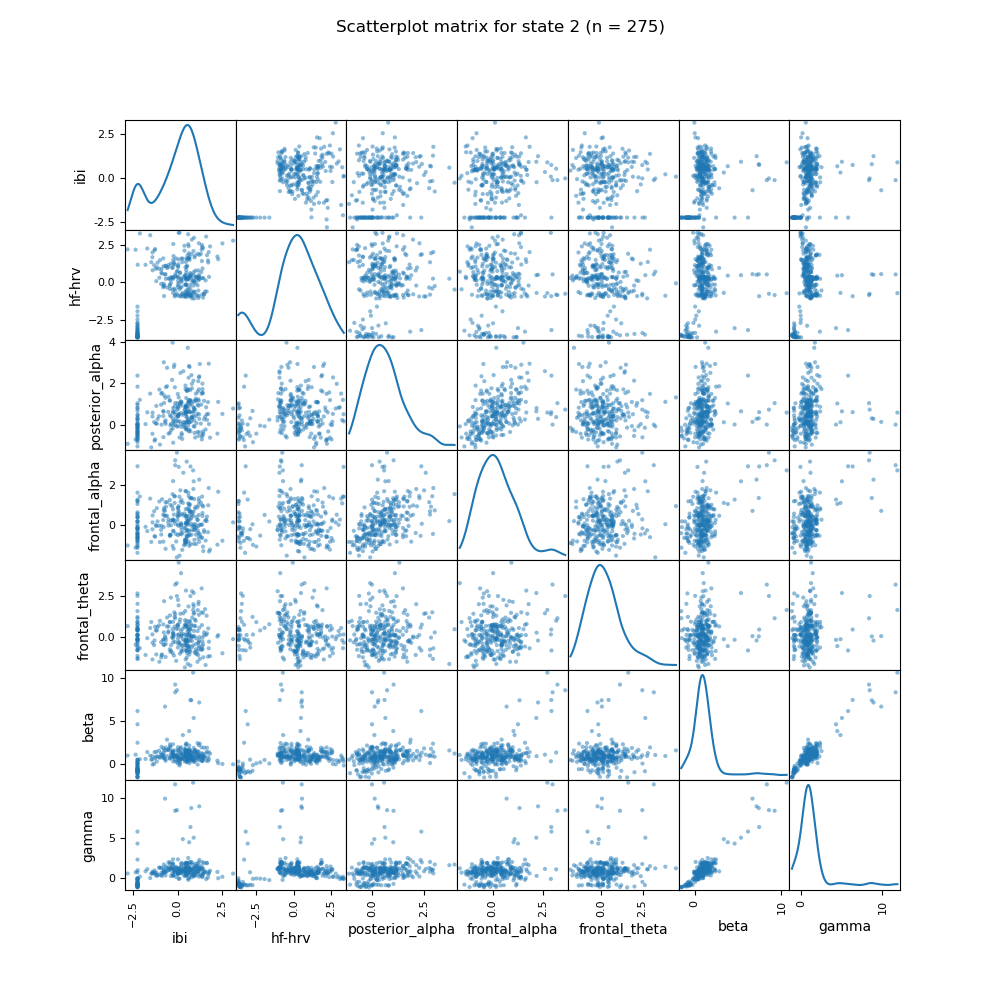 Scatterplot matrix for state 2 (n = 275)
ibi
2.5
0.0
−2.5
hf-hrv
2.5
0.0
−2.5
posterior_alpha
4
2
0
frontal_alpha
2
0
frontal_theta
2.5
0.0
beta
10
5
0
gamma
10
5
0
−2.5 0.0 2.5 −2.5 0.0 2.5 0.0 2.5 0.0 2.5 0.0 2.5 0 10 0 10
ibi hf-hrv posterior_alpha frontal_alpha frontal_theta beta gamma